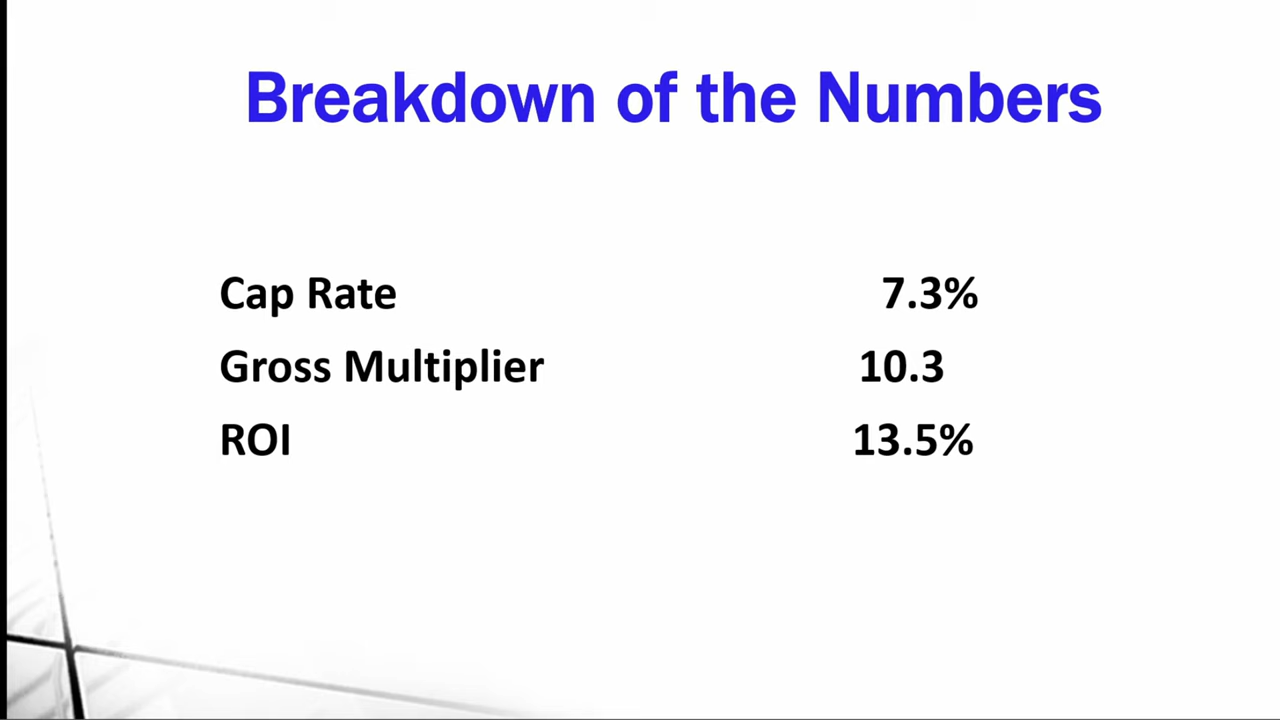 Breakdown of the Numbers
Cap Rate 7.3%
Gross Multiplier 10.3
ROI 13.5%